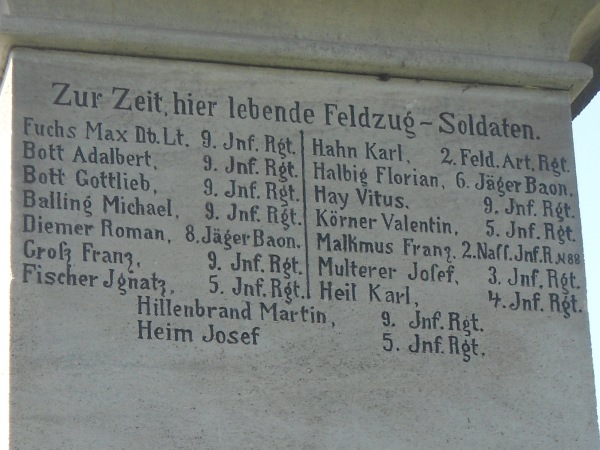 Zur Zeit, hier lebende Feldzug-Soldaten.
Fuchs Max Db. Lt. 9. Jnf. Rgt.
Bott Adalbert, 9. Jnf. Rgt.
Bott Gottlieb, 9. Jnf. Rgt.
Balling Michael, 9. Jnf. Rgt.
Diemer Roman, 8. Jäger Baon.
Groß Franz, 9. Jnf. Rgt.
Fischer Jgnatz, 5. Jnf. Rgt.
Hahn Karl, 2. Feld. Art. Rgt.
Halbig Florian, 6. Jäger Baon.
Hay Vitus, 9. Jnf. Rgt.
Körner Valentin, 5. Jnf. Rgt.
Malkmus Franz, 2. Nass. Jnf. R. № 88
Multerer Josef, 3. Jnf. Rgt.
Heil Karl, 4. Jnf. Rgt.
Hillenbrand Martin, 9. Jnf. Rgt.
Heim Josef 5. Jnf. Rgt.